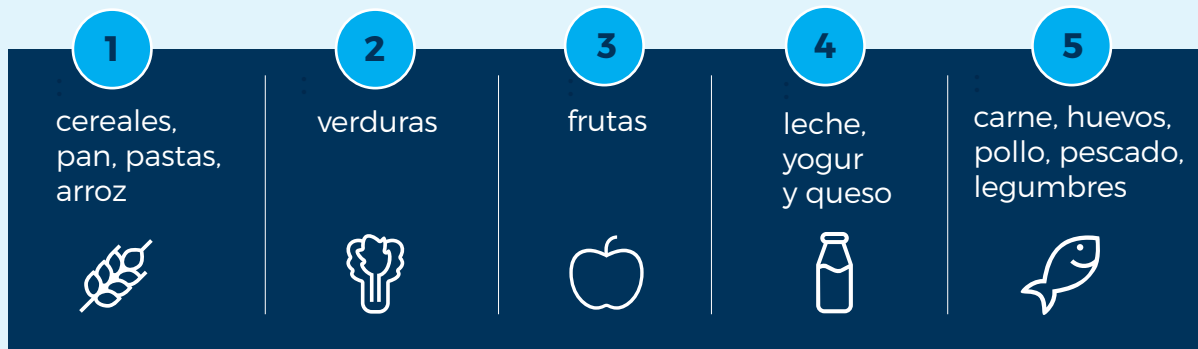 1
cereales,
pan, pastas,
arroz
2
verduras
3
frutas
4
leche,
yogur
y queso
5
carne, huevos,
pollo, pescado,
legumbres